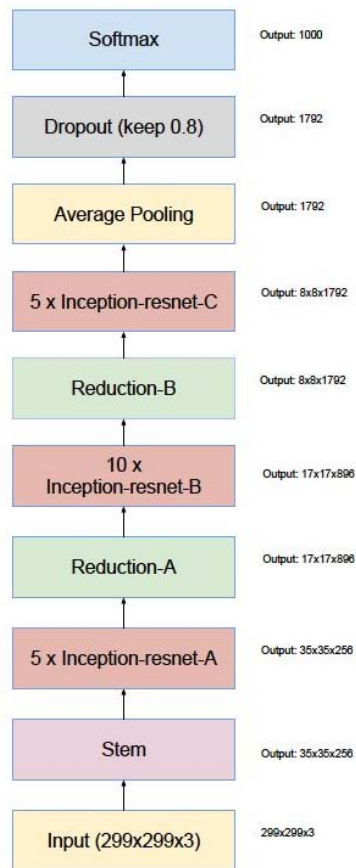 Softmax
Output: 1000
Dropout (keep 0.8)
Output: 1792
Average Pooling
Output: 1792
5 x Inception-resnet-C
Output: 8x8x1792
Reduction-B
Output: 8x8x1792
10 x
Inception-resnet-B
Output: 17x17x896
Reduction-A
Output: 17x17x896
5 x Inception-resnet-A
Output: 35x35x256
Stem
Output: 35x35x256
Input (299x299x3)
299x299x3